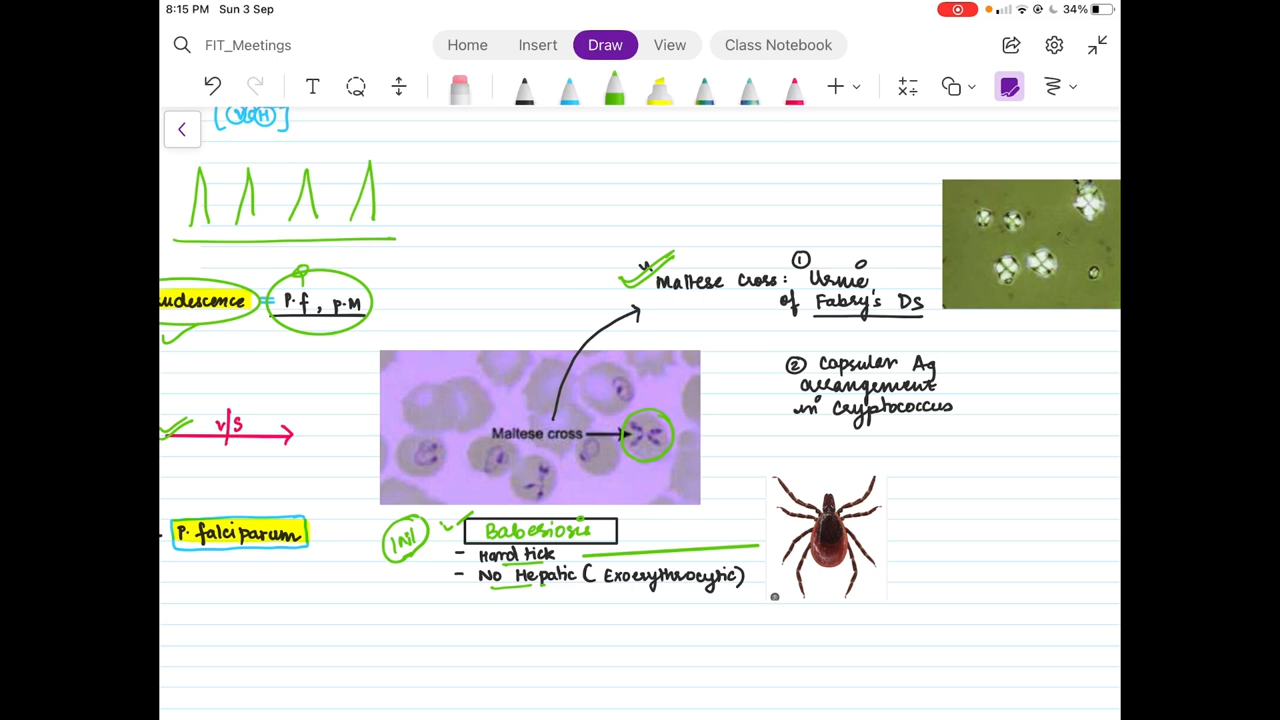 8:15 PM Sun 3 Sep
34%
FIT_Meetings
Home Insert Draw View Class Notebook
udescence = P.f, P.M
v/s
P. falciparum
Maltese cross: ① Urine
of Fabry's DS
② Capsular Ag
arrangement
in Cryptococcus
Maltese cross
INI
Babesiosis
- Hard tick
- No Hepatic ( Exoerythrocytic)